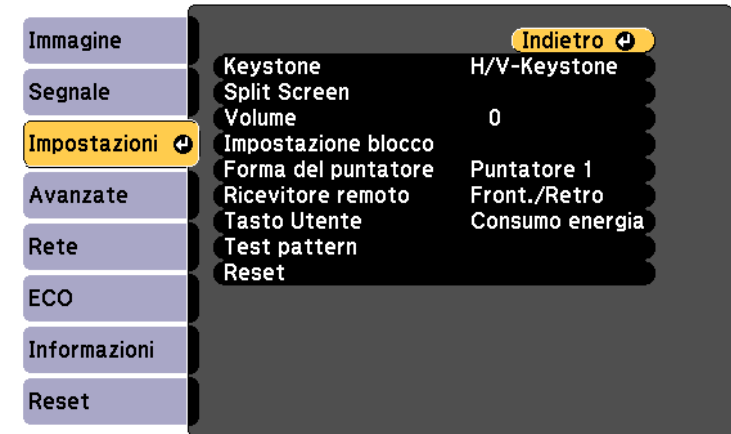 Immagine
Segnale
Impostazioni
Avanzate
Rete
ECO
Informazioni
Reset
Indietro
Keystone H/V-Keystone
Split Screen
Volume 0
Impostazione blocco
Forma del puntatore Puntatore 1
Ricevitore remoto Front./Retro
Tasto Utente Consumo energia
Test pattern
Reset